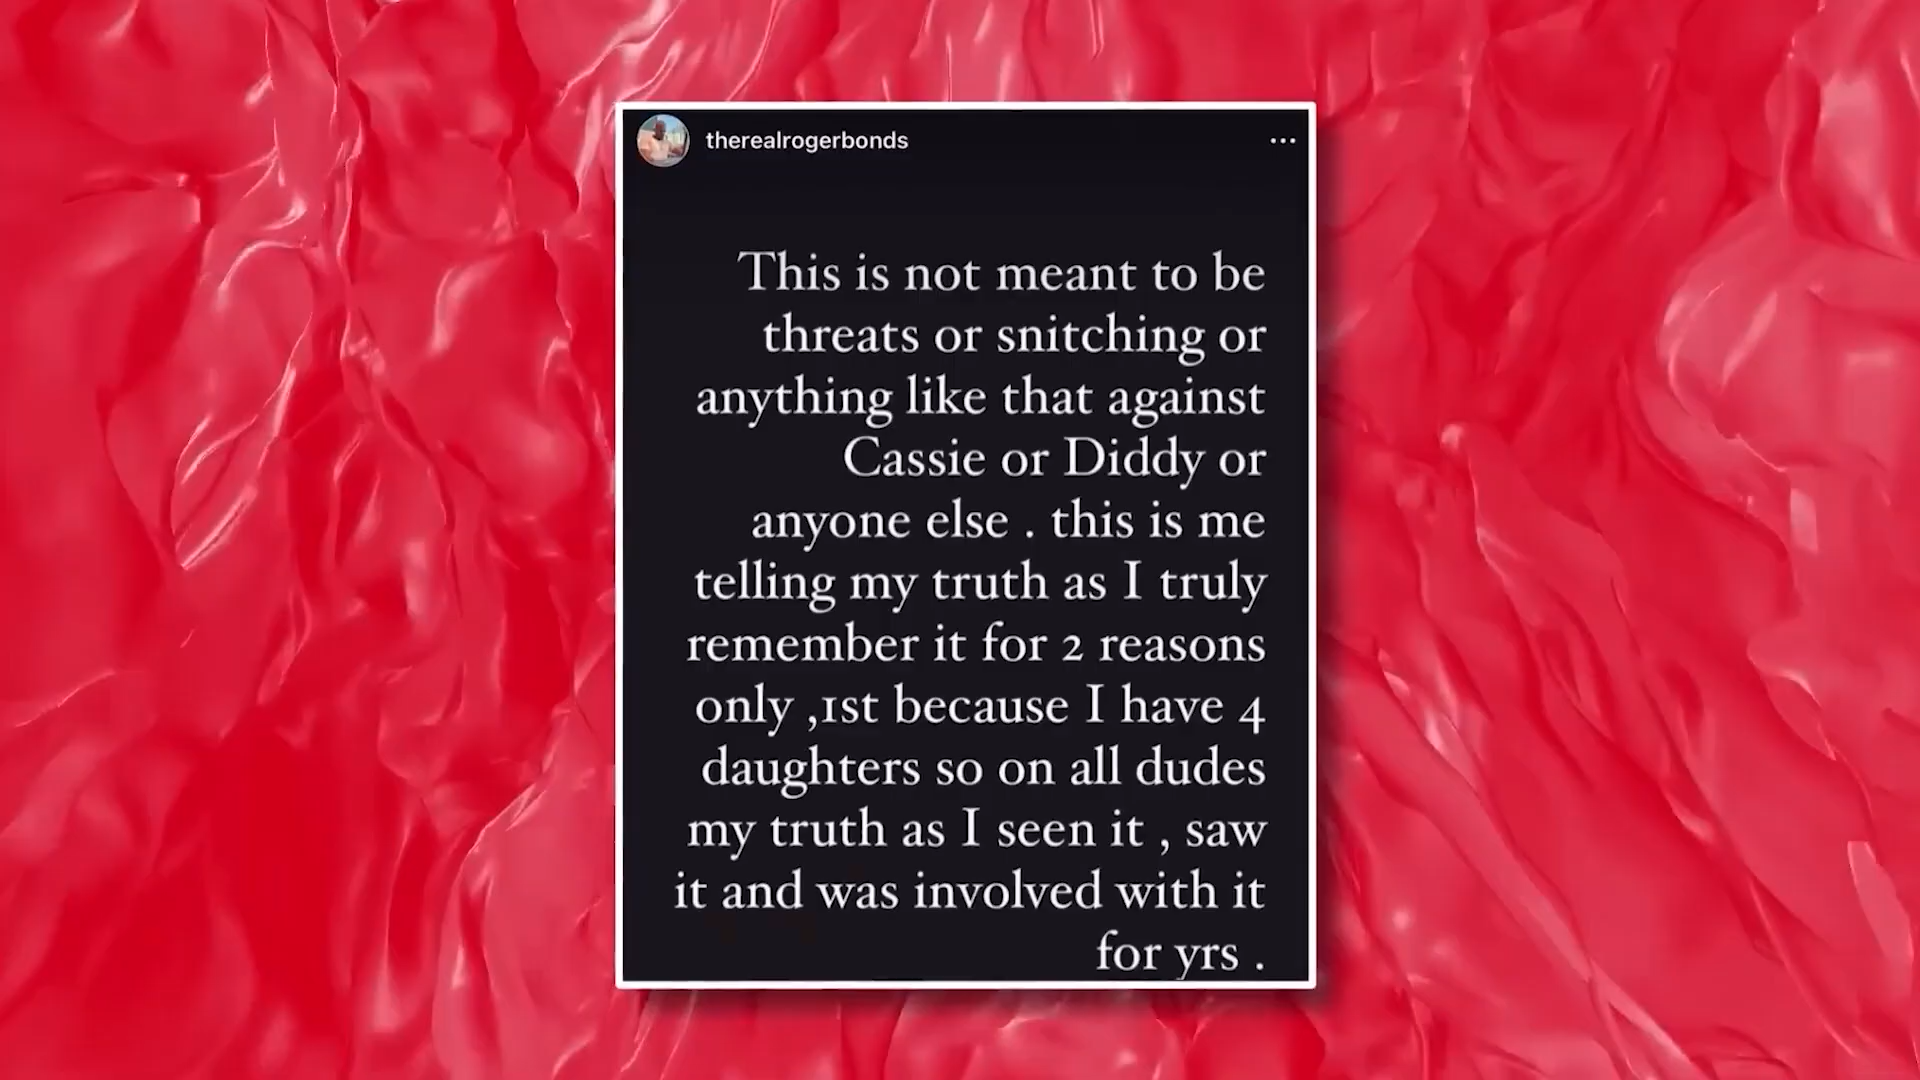 therealrogerbonds
This is not meant to be
threats or snitching or
anything like that against
Cassie or Diddy or
anyone else . this is me
telling my truth as I truly
remember it for 2 reasons
only ,1st because I have 4
daughters so on all dudes
my truth as I seen it , saw
it and was involved with it
for yrs .